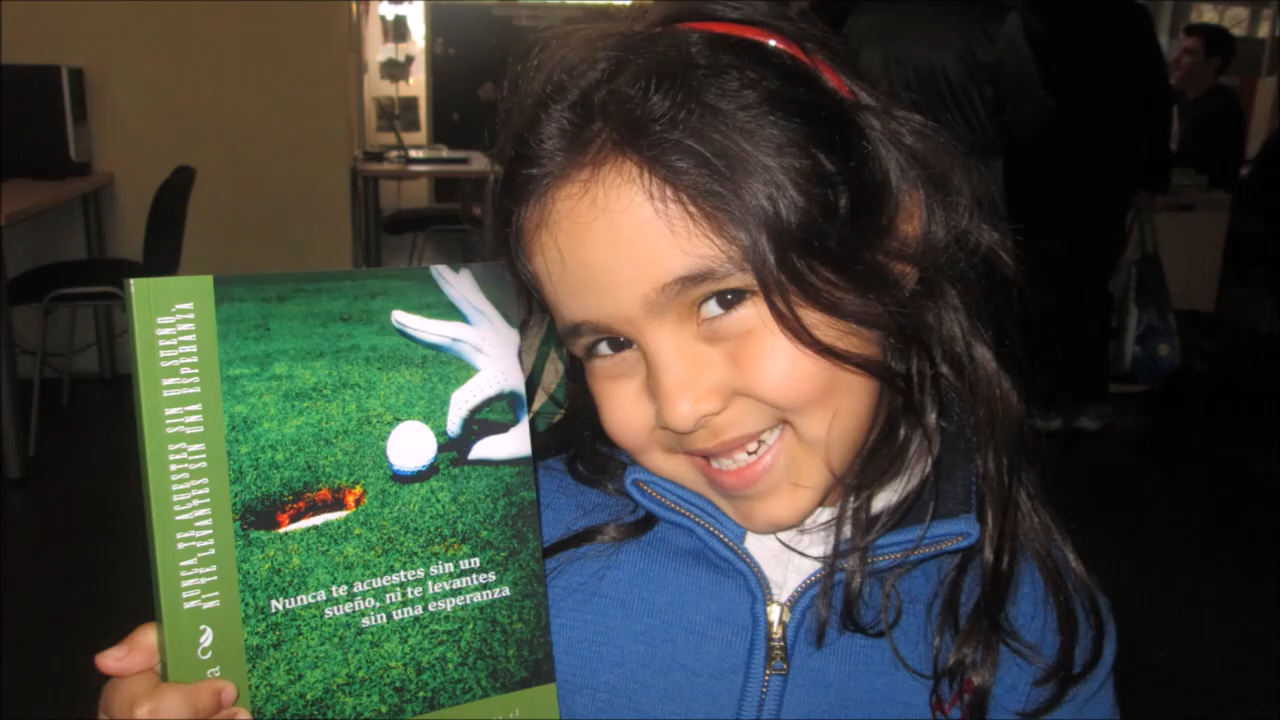 NUNCA TE ACUESTES SIN UN SUEÑO,
NI TE LEVANTES SIN UNA ESPERANZA
Nunca te acuestes sin un
sueño, ni te levantes
sin una esperanza